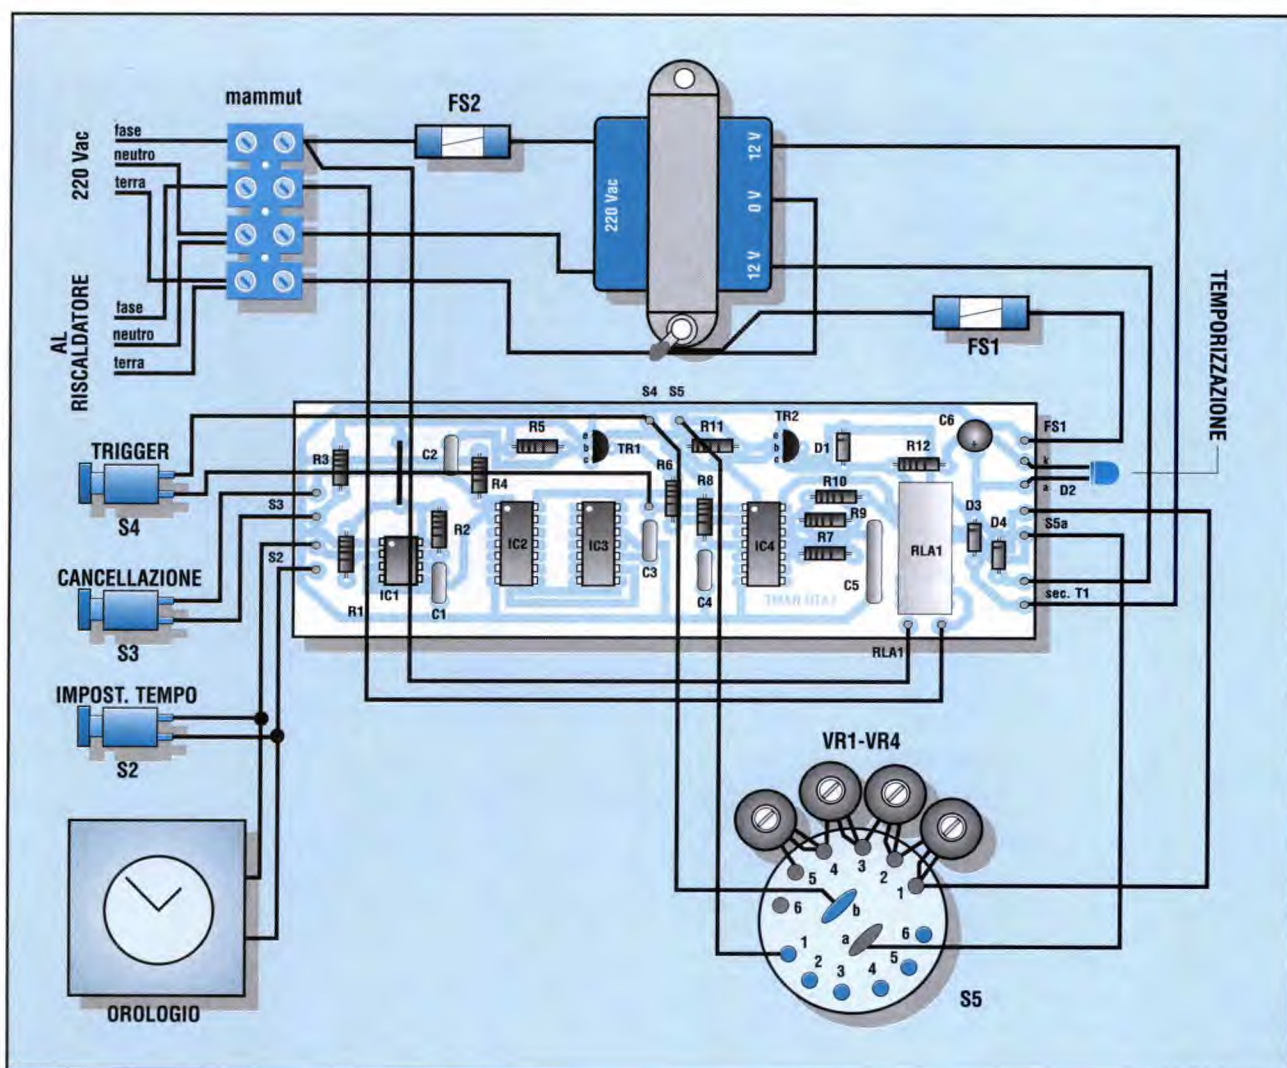 mammut
FS2
220 Vac
fase
neutro
terra
AL
RISCALDATORE
fase
neutro
terra
220 Vac
12 V
0 V
12 V
FS1
TEMPORIZZAZIONE
TRIGGER
S4
CANCELLAZIONE
S3
IMPOST. TEMPO
S2
OROLOGIO
S4 S5
R3
C2
R5
TR1
e
b
c
R4
R6
R11
TR2
e
b
c
D1
C6
R12
FS1
k
a
D2
S3
S2
R1
IC1
R2
C1
IC2
IC3
C3
R8
C4
IC4
R10
R9
R7
C5
RLA1
D3
D4
S5a
sec. T1
RLA1
VR1-VR4
5
4
3
2
1
6
b
a
1
2
3
4
5
6
S5